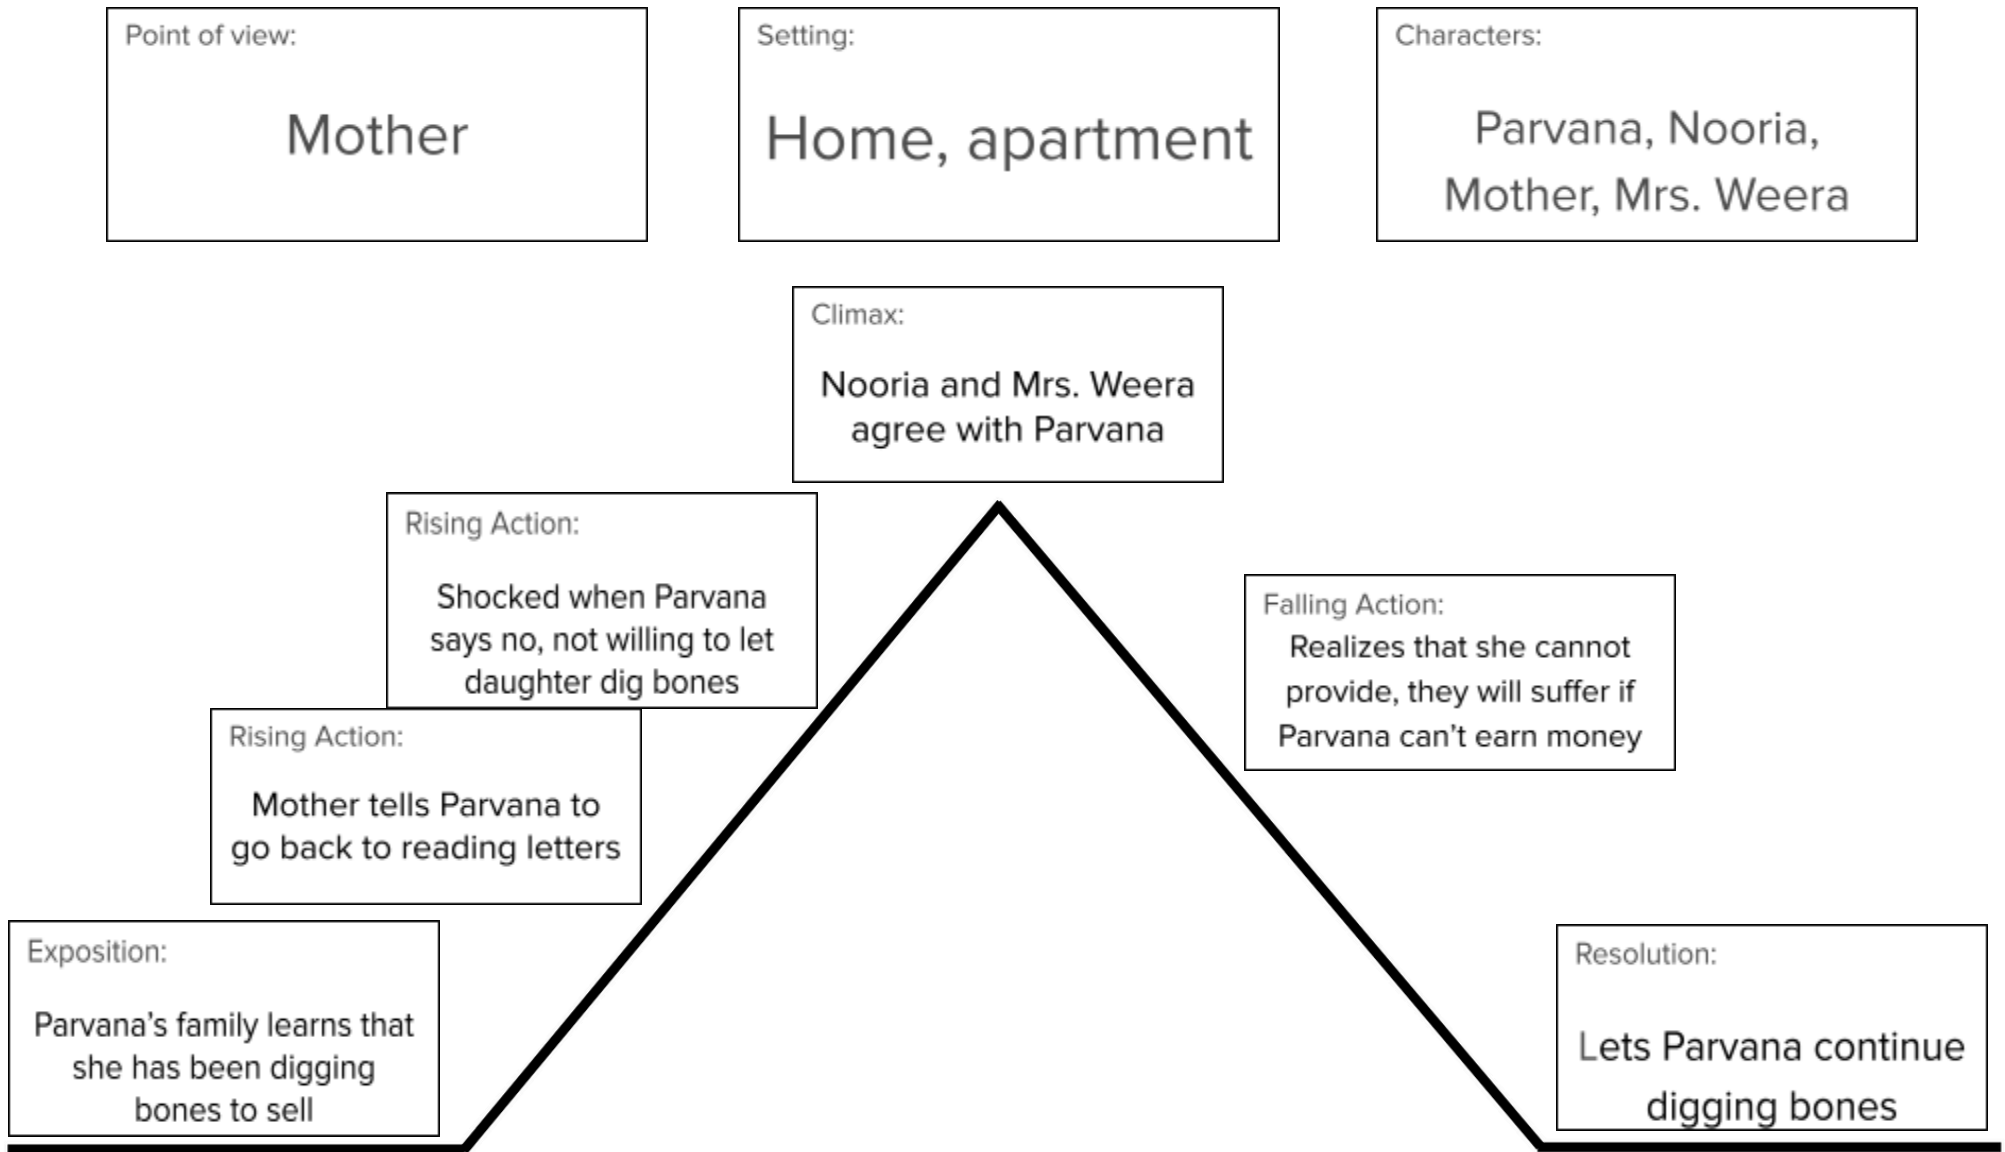 Point of view:
Mother
Setting:
Home, apartment
Characters:
Parvana, Nooria,
Mother, Mrs. Weera
Climax:
Nooria and Mrs. Weera
agree with Parvana
Rising Action:
Shocked when Parvana
says no, not willing to let
daughter dig bones
Falling Action:
Realizes that she cannot
provide, they will suffer if
Parvana can't earn money
Rising Action:
Mother tells Parvana to
go back to reading letters
Exposition:
Parvana’s family learns that
she has been digging
bones to sell
Resolution:
Lets Parvana continue
digging bones